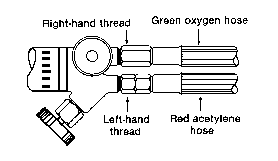 Right-hand thread
Green oxygen hose
Left-hand
thread
Red acetylene
hose